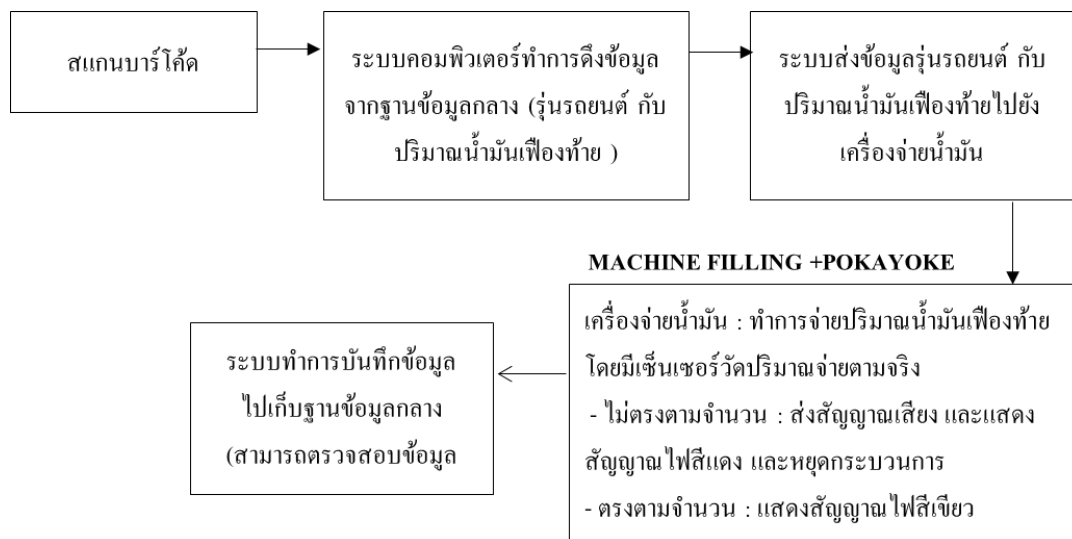 สแกนบาร์โค้ด
ระบบคอมพิวเตอร์ทำการดึงข้อมูล
จากฐานข้อมูลกลาง (รุ่นรถยนต์ กับ
ปริมาณน้ำมันเฟืองท้าย )
ระบบส่งข้อมูลรุ่นรถยนต์ กับ
ปริมาณน้ำมันเฟืองท้ายไปยัง
เครื่องจ่ายน้ำมัน
MACHINE FILLING +POKAYOKE
เครื่องจ่ายน้ำมัน : ทำการจ่ายปริมาณน้ำมันเฟืองท้าย
โดยมีเซ็นเซอร์วัดปริมาณจ่ายตามจริง
- ไม่ตรงตามจำนวน : ส่งสัญญาณเสียง และแสดง
สัญญาณไฟสีแดง และหยุดกระบวนการ
- ตรงตามจำนวน : แสดงสัญญาณไฟสีเขียว
ระบบทำการบันทึกข้อมูล
ไปเก็บฐานข้อมูลกลาง
(สามารถตรวจสอบข้อมูล